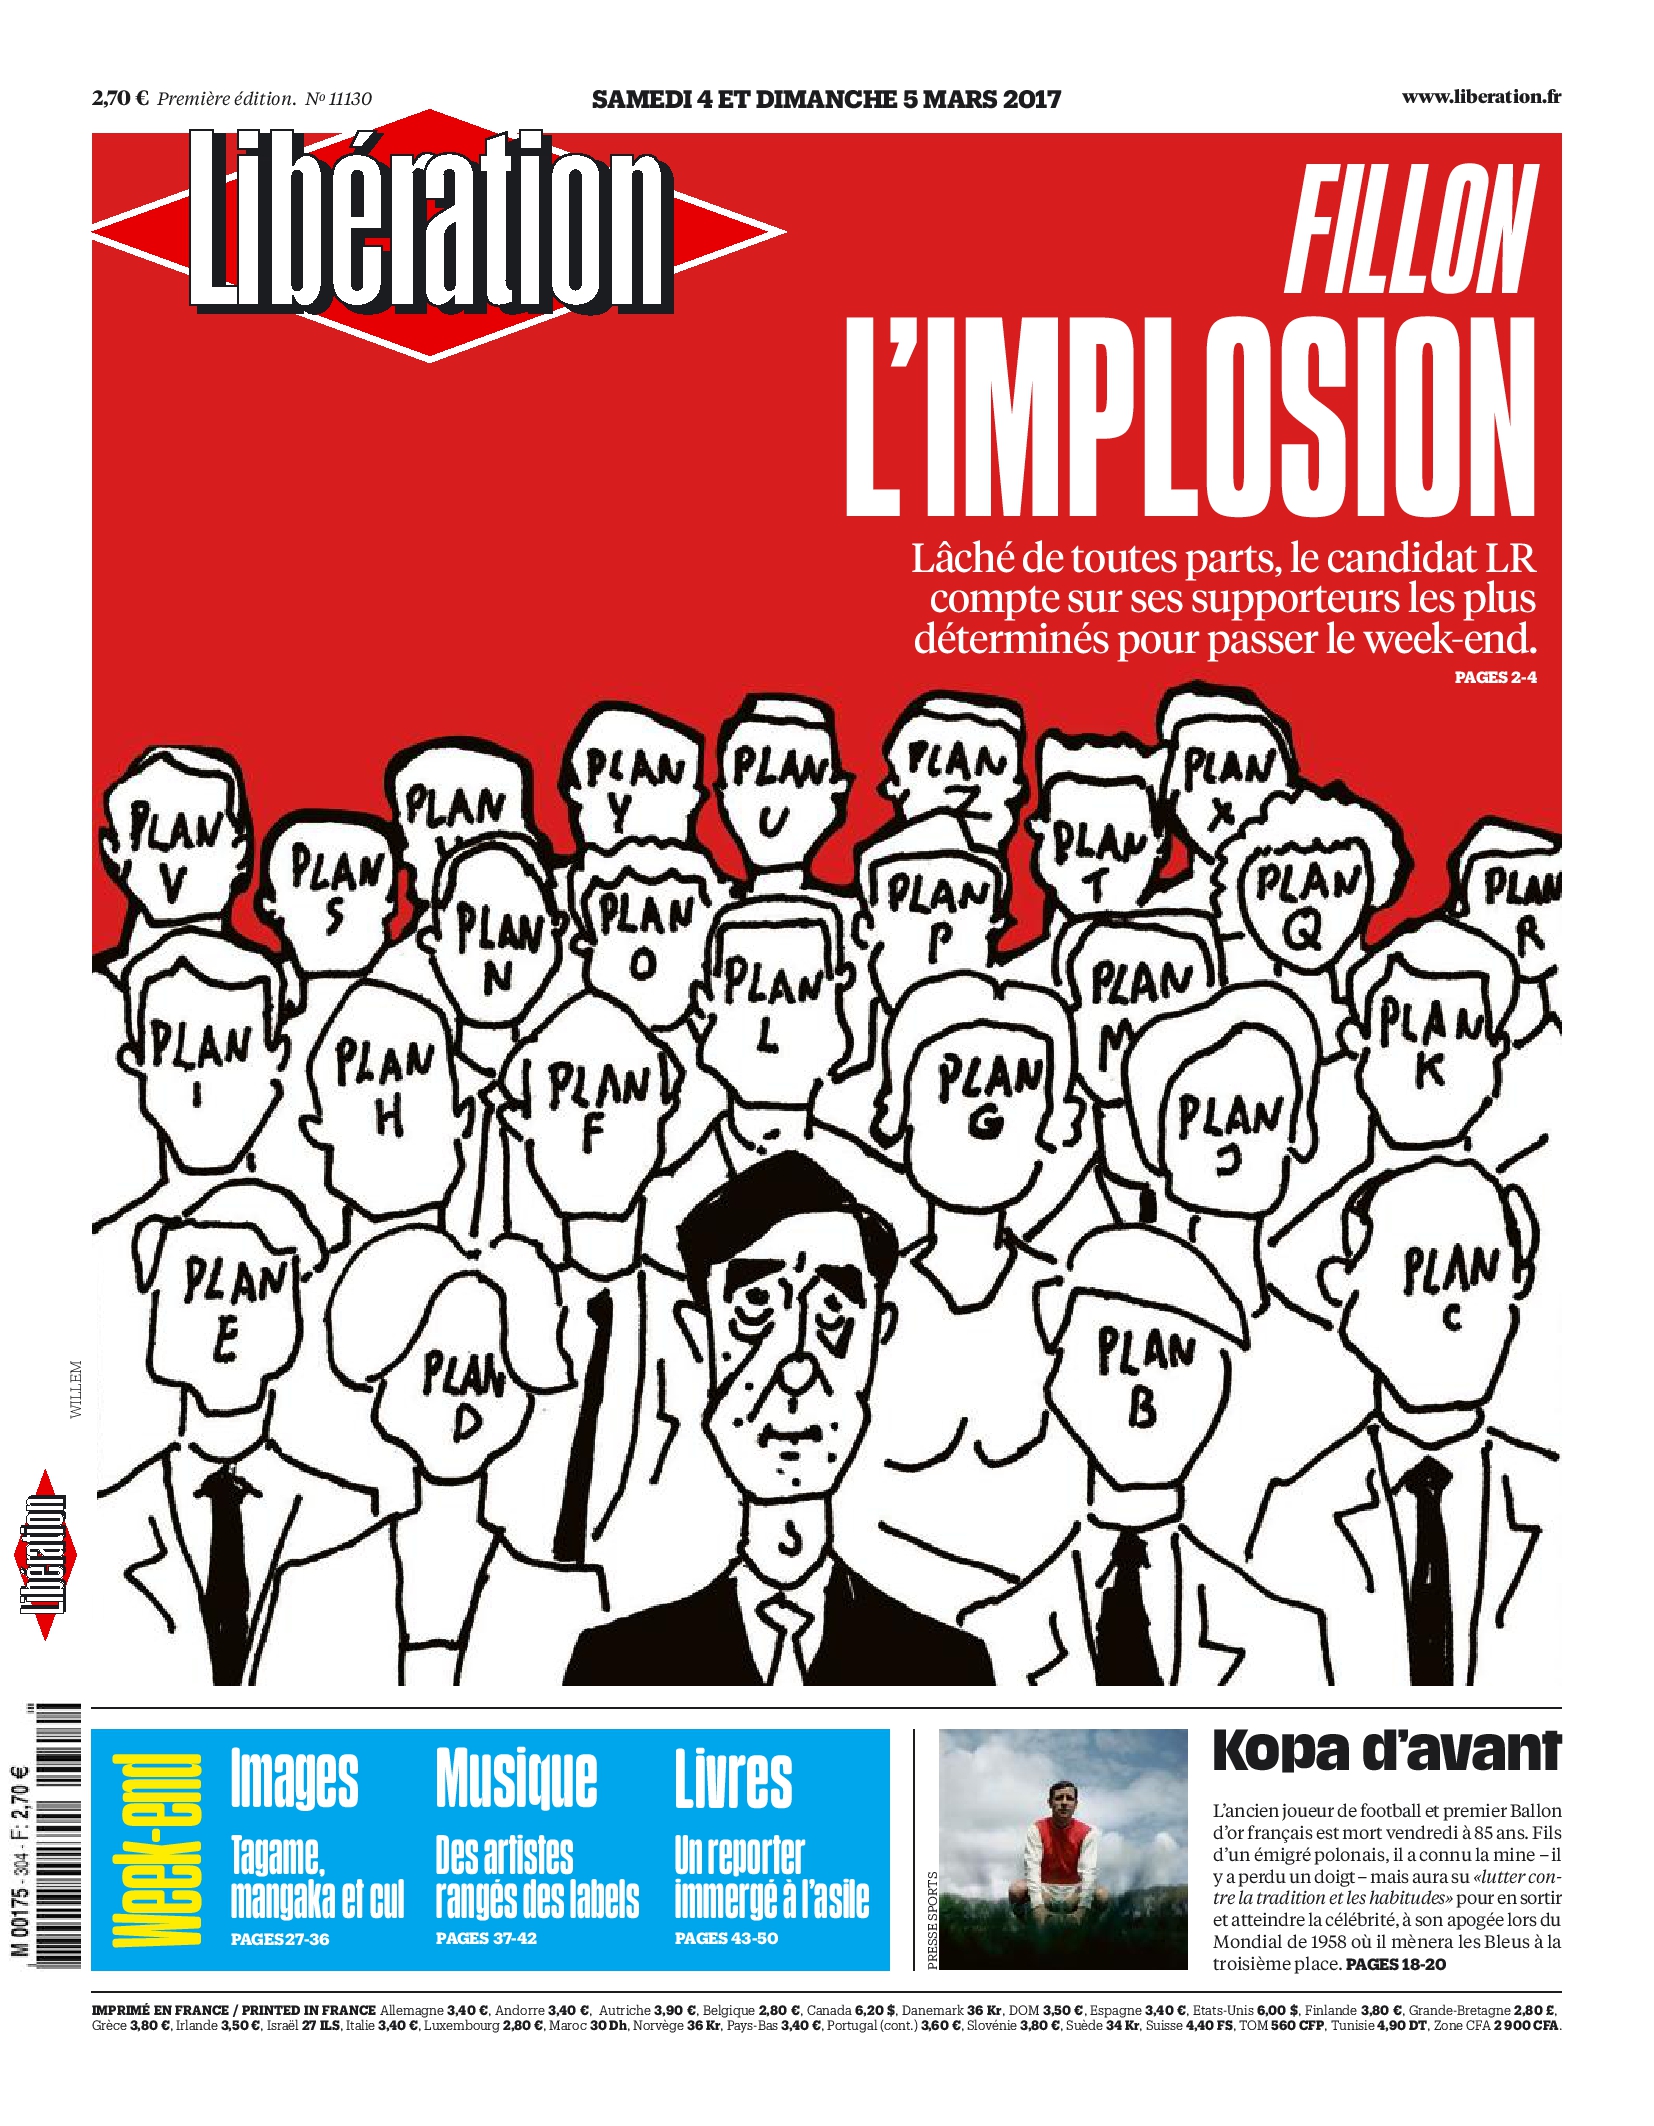 2,70 € Première édition. Nº 11130
SAMEDI 4 ET DIMANCHE 5 MARS 2017
www.liberation.fr
Libération
FILLON
L’IMPLOSION
Lâché de toutes parts, le candidat LR
compte sur ses supporteurs les plus
déterminés pour passer le week-end.
PAGES 2-4
PLAN
V
PLAN
S
PLAN
PLAN
Y
PLAN
U
PLAN
Z
PLAN
T
PLAN
X
PLAN
Q
PLAN
R
PLAN
N
PLAN
O
PLAN
L
PLAN
P
PLAN
M
PLAN
K
PLAN
I
PLAN
H
PLAN
F
PLAN
G
PLAN
J
PLAN
E
PLAN
D
PLAN
B
PLAN
C
WILLEM
Libération
M 00175 - 304 - F: 2,70 €
Week-end
Images
Tagame,
mangaka et cul
PAGES 27-36
Musique
Des artistes
rangés des labels
PAGES 37-42
Livres
Un reporter
immergé à l’asile
PAGES 43-50
PRESSE SPORTS
Kopa d’avant
L’ancien joueur de football et premier Ballon
d’or français est mort vendredi à 85 ans. Fils
d’un émigré polonais, il a connu la mine – il
y a perdu un doigt – mais aura su «lutter con-
tre la tradition et les habitudes» pour en sortir
et atteindre la célébrité, à son apogée lors du
Mondial de 1958 où il mènera les Bleus à la
troisième place. PAGES 18-20
IMPRIMÉ EN FRANCE / PRINTED IN FRANCE Allemagne 3,40 €, Andorre 3,40 €, Autriche 3,90 €, Belgique 2,80 €, Canada 6,20 $, Danemark 36 Kr, DOM 3,50 €, Espagne 3,40 €, Etats-Unis 6,00 $, Finlande 3,80 €, Grande-Bretagne 2,80 £,
Grèce 3,80 €, Irlande 3,50 €, Israël 27 ILS, Italie 3,40 €, Luxembourg 2,80 €, Maroc 30 Dh, Norvège 36 Kr, Pays-Bas 3,40 €, Portugal (cont.) 3,60 €, Slovénie 3,80 €, Suède 34 Kr, Suisse 4,40 FS, TOM 560 CFP, Tunisie 4,90 DT, Zone CFA 2 900 CFA.